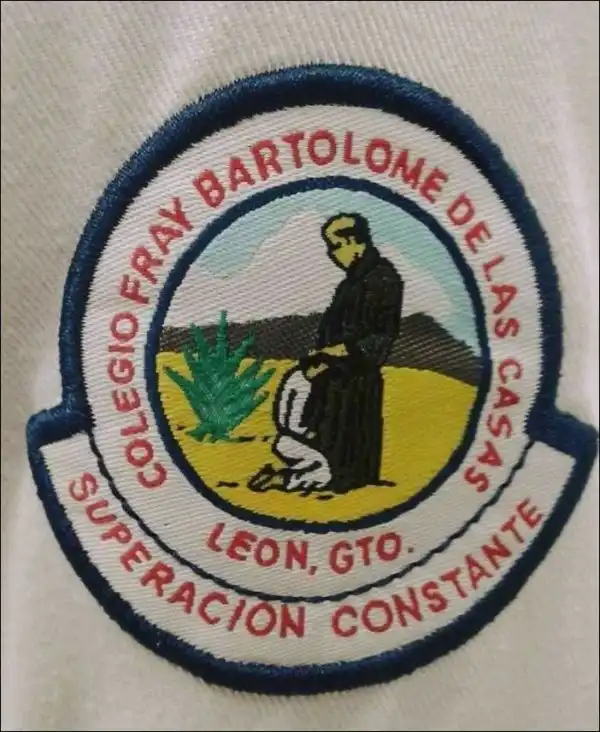 COLEGIO FRAY BARTOLOME DE LAS CASAS
LEON, GTO.
SUPERACION CONSTANTE